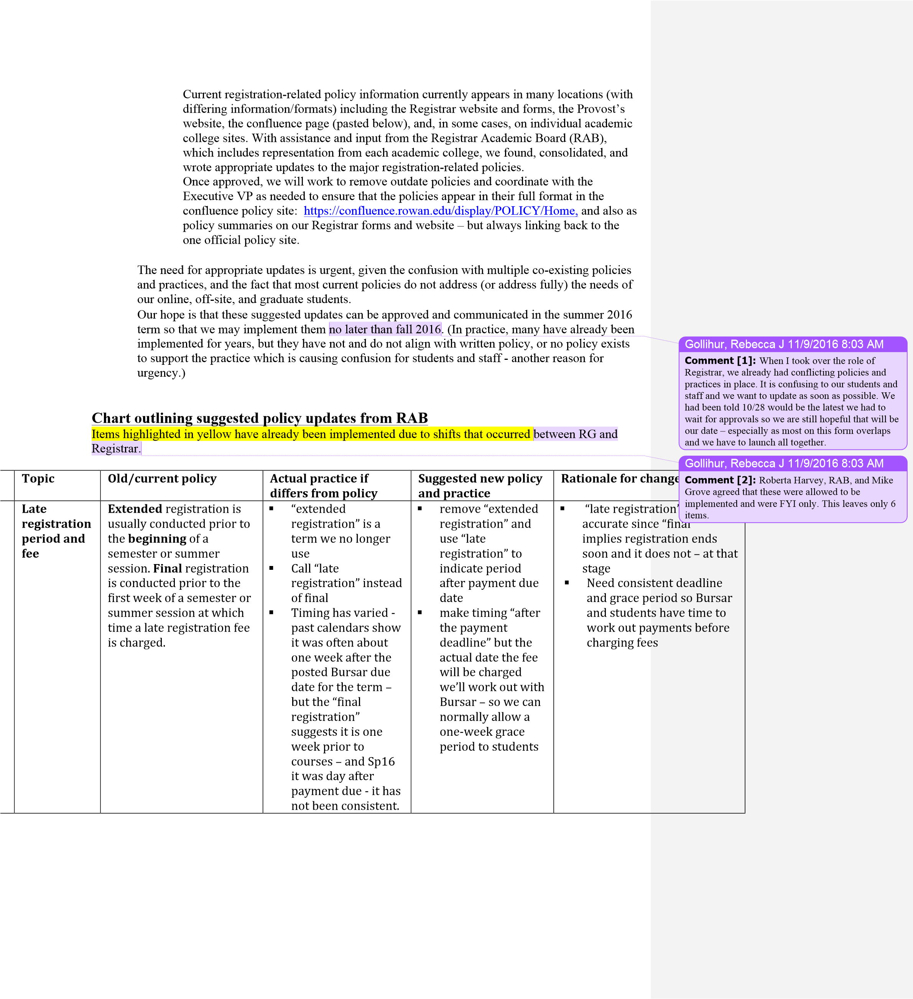 Current registration-related policy information currently appears in many locations (with
differing information/formats) including the Registrar website and forms, the Provost’s
website, the confluence page (pasted below), and, in some cases, on individual academic
college sites. With assistance and input from the Registrar Academic Board (RAB),
which includes representation from each academic college, we found, consolidated, and
wrote appropriate updates to the major registration-related policies.
Once approved, we will work to remove outdate policies and coordinate with the
Executive VP as needed to ensure that the policies appear in their full format in the
confluence policy site:  https://confluence.rowan.edu/display/POLICY/Home, and also as
policy summaries on our Registrar forms and website – but always linking back to the
one official policy site.
The need for appropriate updates is urgent, given the confusion with multiple co-existing policies
and practices, and the fact that most current policies do not address (or address fully) the needs of
our online, off-site, and graduate students.
Our hope is that these suggested updates can be approved and communicated in the summer 2016
term so that we may implement them no later than fall 2016. (In practice, many have already been
implemented for years, but they have not and do not align with written policy, or no policy exists
to support the practice which is causing confusion for students and staff - another reason for
urgency.)
Gollihur, Rebecca J 11/9/2016 8:03 AM
Comment [1]: When I took over the role of
Registrar, we already had conflicting policies and
practices in place. It is confusing to our students and
staff and we want to update as soon as possible. We
had been told 10/28 would be the latest we had to
wait for approvals so we are still hopeful that will be
our date – especially as most on this form overlaps
and we have to launch all together.
Chart outlining suggested policy updates from RAB
Items highlighted in yellow have already been implemented due to shifts that occurred between RG and
Registrar.
Gollihur, Rebecca J 11/9/2016 8:03 AM
Comment [2]: Roberta Harvey, RAB, and Mike
Grove agreed that these were allowed to be
implemented and were FYI only. This leaves only 6
items.
Topic
Old/current policy
Actual practice if
differs from policy
Suggested new policy
and practice
Rationale for change
Late
registration
period and
fee
Extended registration is
usually conducted prior to
the beginning of a
semester or summer
session. Final registration
is conducted prior to the
first week of a semester or
summer session at which
time a late registration fee
is charged.
▪ “extended
registration” is a
term we no longer
use
▪ Call “late
registration” instead
of final
▪ Timing has varied -
past calendars show
it was often about
one week after the
posted Bursar due
date for the term –
but the “final
registration”
suggests it is one
week prior to
courses – and Sp16
it was day after
payment due - it has
not been consistent.
▪ remove “extended
registration” and
use “late
registration” to
indicate period
after payment due
date
▪ make timing “after
the payment
deadline” but the
actual date the fee
will be charged
we’ll work out with
Bursar – so we can
normally allow a
one-week grace
period to students
▪ “late registration”
accurate since “final
implies registration ends
soon and it does not – at that
stage
▪ Need consistent deadline
and grace period so Bursar
and students have time to
work out payments before
charging fees